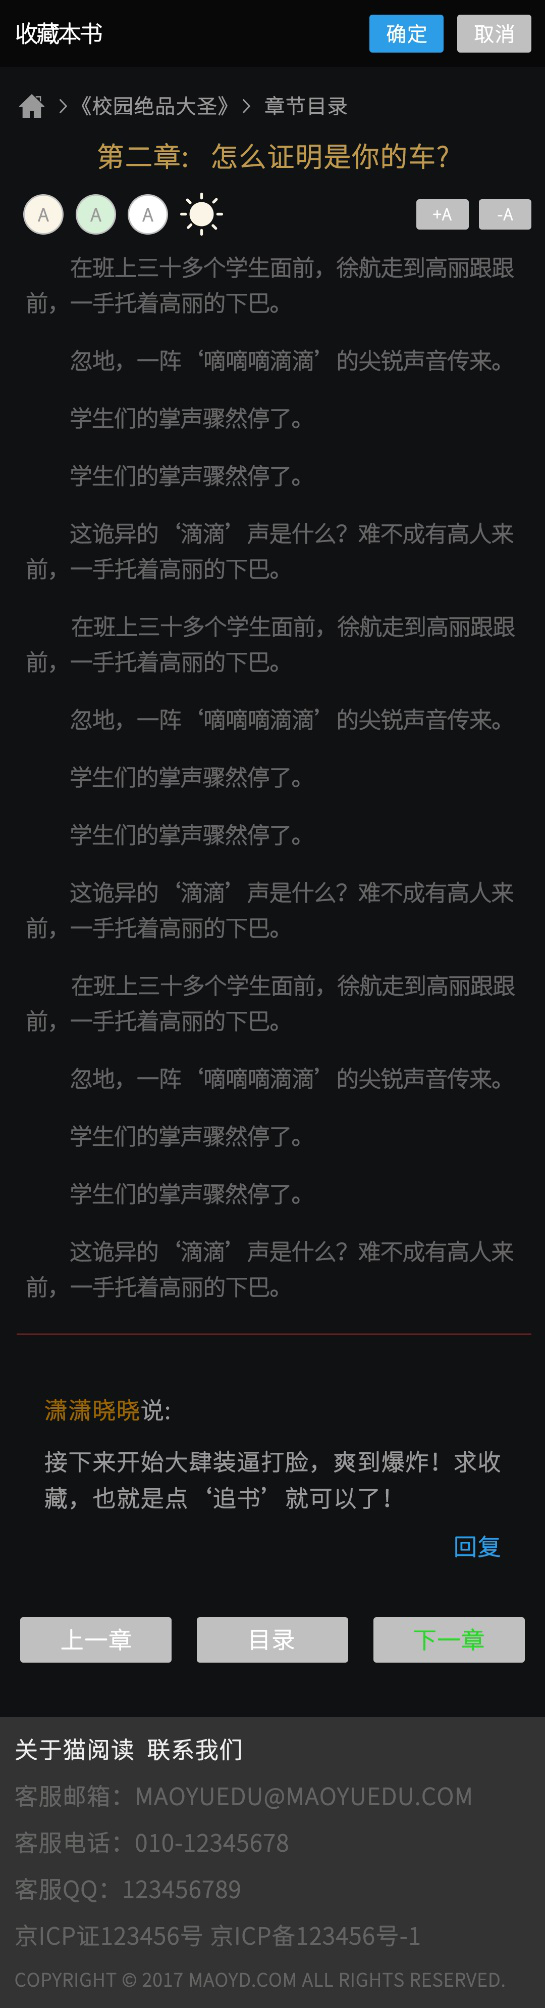 收藏本书 确定 取消
《校园绝品大圣》 章节目录
第二章: 怎么证明是你的车?
A A A +A -A
在班上三十多个学生面前，徐航走到高丽跟跟
前，一手托着高丽的下巴。
忽地，一阵‘嘀嘀嘀滴滴’的尖锐声音传来。
学生们的掌声骤然停了。
学生们的掌声骤然停了。
这诡异的‘滴滴’声是什么？难不成有高人来
前，一手托着高丽的下巴。
在班上三十多个学生面前，徐航走到高丽跟跟
前，一手托着高丽的下巴。
忽地，一阵‘嘀嘀嘀滴滴’的尖锐声音传来。
学生们的掌声骤然停了。
学生们的掌声骤然停了。
这诡异的‘滴滴’声是什么？难不成有高人来
前，一手托着高丽的下巴。
在班上三十多个学生面前，徐航走到高丽跟跟
前，一手托着高丽的下巴。
忽地，一阵‘嘀嘀嘀滴滴’的尖锐声音传来。
学生们的掌声骤然停了。
学生们的掌声骤然停了。
这诡异的‘滴滴’声是什么？难不成有高人来
前，一手托着高丽的下巴。
潇潇晓晓说:
接下来开始大肆装逼打脸，爽到爆炸！求收
藏，也就是点‘追书’就可以了！
回复
上一章 目录 下一章
关于猫阅读 联系我们
客服邮箱：MAOYUEDU@MAOYUEDU.COM
客服电话：010-12345678
客服QQ：123456789
京ICP证123456号 京ICP备123456号-1
COPYRIGHT © 2017 MAOYD.COM ALL RIGHTS RESERVED.